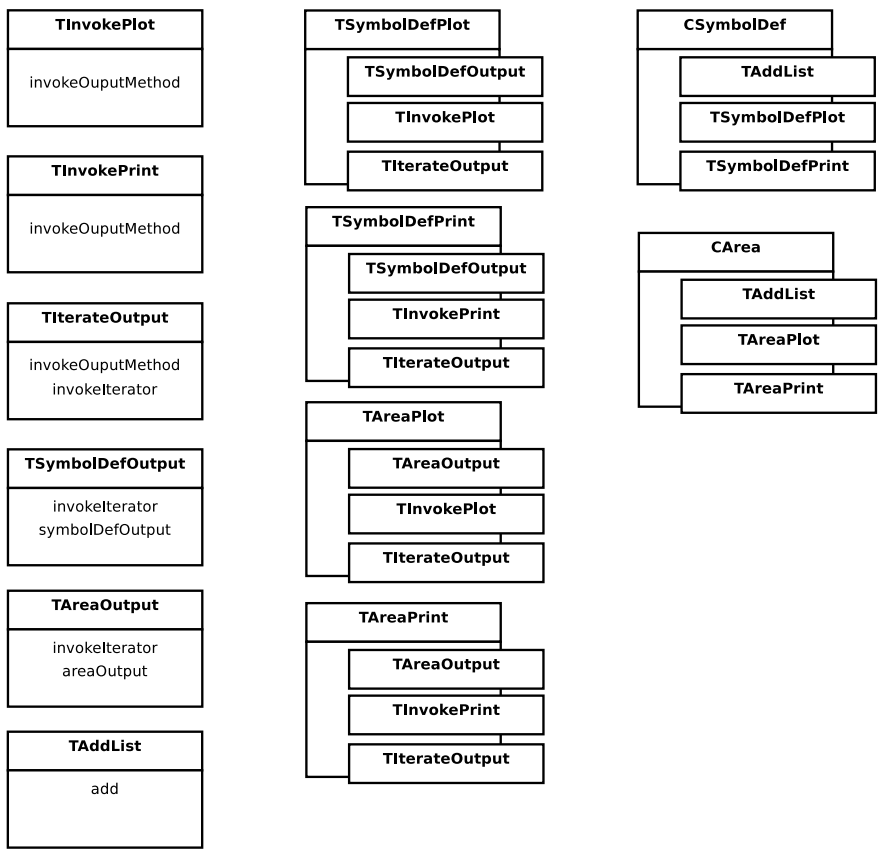 TInvokePlot
invokeOuputMethod
TInvokePrint
invokeOuputMethod
TIterateOutput
invokeOuputMethod
invokeIterator
TSymbolDefOutput
invokeIterator
symbolDefOutput
TAreaOutput
invokeIterator
areaOutput
TAddList
add
TSymbolDefPlot
TSymbolDefOutput
TInvokePlot
TIterateOutput
TSymbolDefPrint
TSymbolDefOutput
TInvokePrint
TIterateOutput
TAreaPlot
TAreaOutput
TInvokePlot
TIterateOutput
TAreaPrint
TAreaOutput
TInvokePrint
TIterateOutput
CSymbolDef
TAddList
TSymbolDefPlot
TSymbolDefPrint
CArea
TAddList
TAreaPlot
TAreaPrint